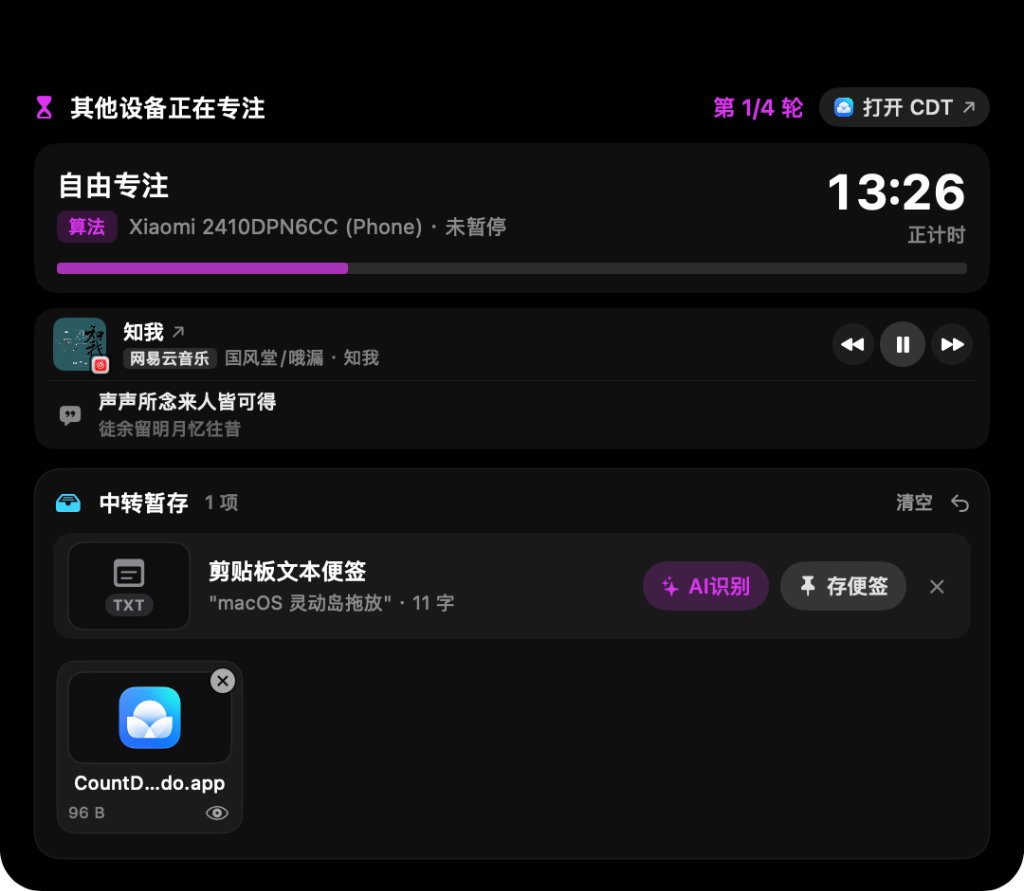 其他设备正在专注
第 1/4 轮
打开 CDT ↗
自由专注
13:26
算法 Xiaomi 2410DPN6CC (Phone) · 未暂停
正计时
知我 ↗
知我
网易云音乐 国风堂/哦漏 · 知我
声声所念来人皆可得
徒余留明月忆往昔
中转暂存 1 项
清空
剪贴板文本便签
TXT
"macOS 灵动岛拖放" · 11 字
AI识别
存便签
CountD...do.app
96 B